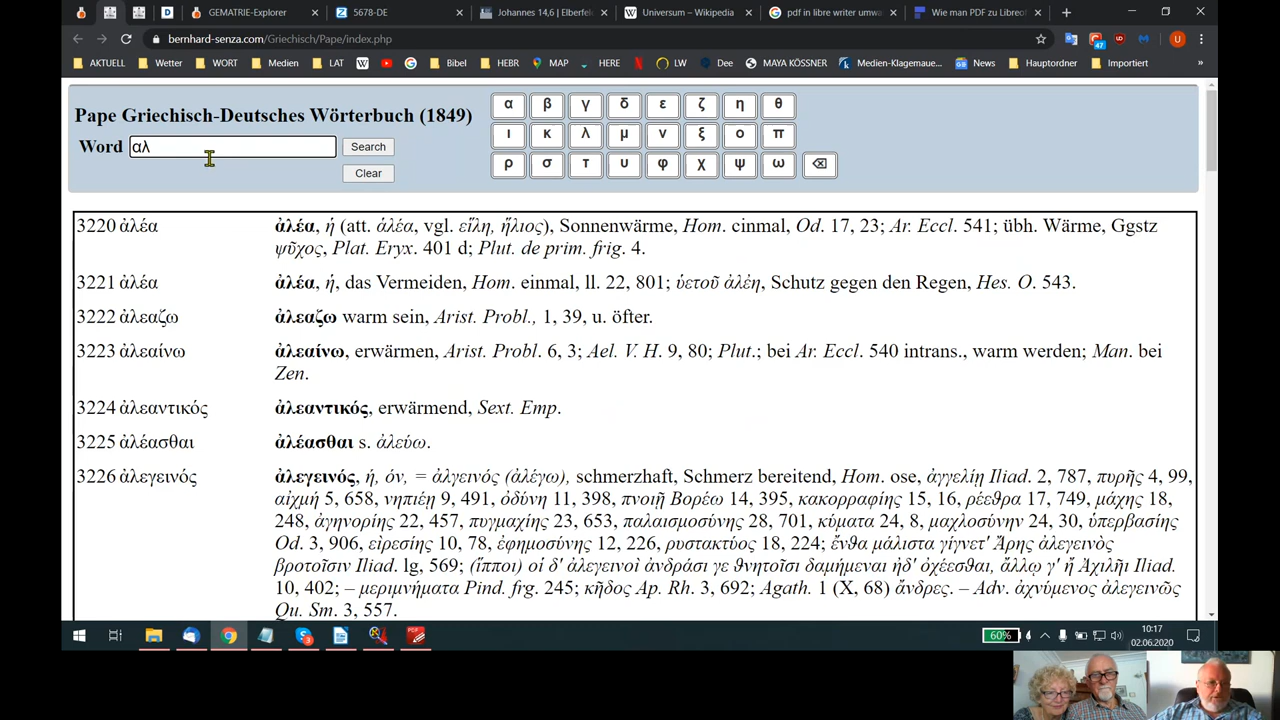 GEMATRIE-Explorer
5678-DE
Johannes 14,6 | Elberfel
Universum – Wikipedia
pdf in libre writer umwa
Wie man PDF zu Libreof
bernhard-senza.com/Griechisch/Pape/index.php
47
U
AKTUELL
Wetter
WORT
Medien
LAT
Bibel
HEBR
MAP
HERE
LW
Dee
MAYA KÖSSNER
Medien-Klagemaue...
News
Hauptordner
Importiert
»
Pape Griechisch-Deutsches Wörterbuch (1849)
Word αλ Search
Clear
α β γ δ ε ζ η θ
ι κ λ μ ν ξ ο π
ρ σ τ υ φ χ ψ ω
3220 ἀλέα ἀλέα, ἡ (att. ἁλέα, vgl. εἵλη, ἥλιος), Sonnenwärme, Hom. einmal, Od. 17, 23; Ar. Eccl. 541; übh. Wärme, Ggstz
ψῦχος, Plat. Eryx. 401 d; Plut. de prim. frig. 4.
3221 ἀλέα ἀλέα, ἡ, das Vermeiden, Hom. einmal, ll. 22, 801; ὑετοῦ ἀλέη, Schutz gegen den Regen, Hes. O. 543.
3222 ἀλεαζω ἀλεαζω warm sein, Arist. Probl., 1, 39, u. öfter.
3223 ἀλεαίνω ἀλεαίνω, erwärmen, Arist. Probl. 6, 3; Ael. V. H. 9, 80; Plut.; bei Ar. Eccl. 540 intrans., warm werden; Man. bei
Zen.
3224 ἀλεαντικός ἀλεαντικός, erwärmend, Sext. Emp.
3225 ἀλέασθαι ἀλέασθαι s. ἀλεύω.
3226 ἀλεγεινός ἀλεγεινός, ή, όν, = ἀλγεινός (ἀλέγω), schmerzhaft, Schmerz bereitend, Hom. ose, ἀγγελίῃ Iliad. 2, 787, πυρῆς 4, 99,
αἰχμή 5, 658, νηπιέῃ 9, 491, ὀδύνη 11, 398, πνοιῇ Βορέω 14, 395, κακορραφίης 15, 16, ῥέεθρα 17, 749, μάχης 18,
248, ἀγηνορίης 22, 457, πυγμαχίης 23, 653, παλαισμοσύνης 28, 701, κύματα 24, 8, μαχλοσύνην 24, 30, ὑπερβασίης
Od. 3, 906, εἰρεσίης 10, 78, ἐφημοσύνης 12, 226, ρυστακτύος 18, 224; ἔνθα μάλιστα γίγνετ' Ἄρης ἀλεγεινὸς
βροτοῖσιν Iliad. lg, 569; (ἵπποι) οἱ δ' ἀλεγεινοὶ ἀνδράσι γε ϑνητοῖσι δαμήμεναι ἠδ' ὀχέεσθαι, ἄλλῳ γ' ἢ Ἀχιλῆι Iliad.
10, 402; – μεριμνήματα Pind. frg. 245; κῆδος Ap. Rh. 3, 692; Agath. 1 (X, 68) ἄνδρες. – Adv. ἀχνύμενος ἀλεγεινῶς
Qu. Sm. 3, 557.
60%
10:17
02.06.2020